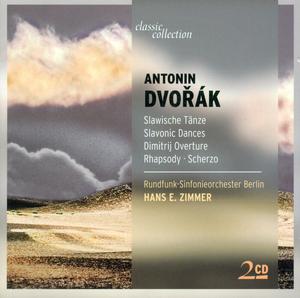 classic
collection
ANTONIN
DVOŘÁK
Slawische Tänze
Slavonic Dances
Dimitrij Overture
Rhapsody · Scherzo
Rundfunk-Sinfonieorchester Berlin
HANS E. ZIMMER
2CD